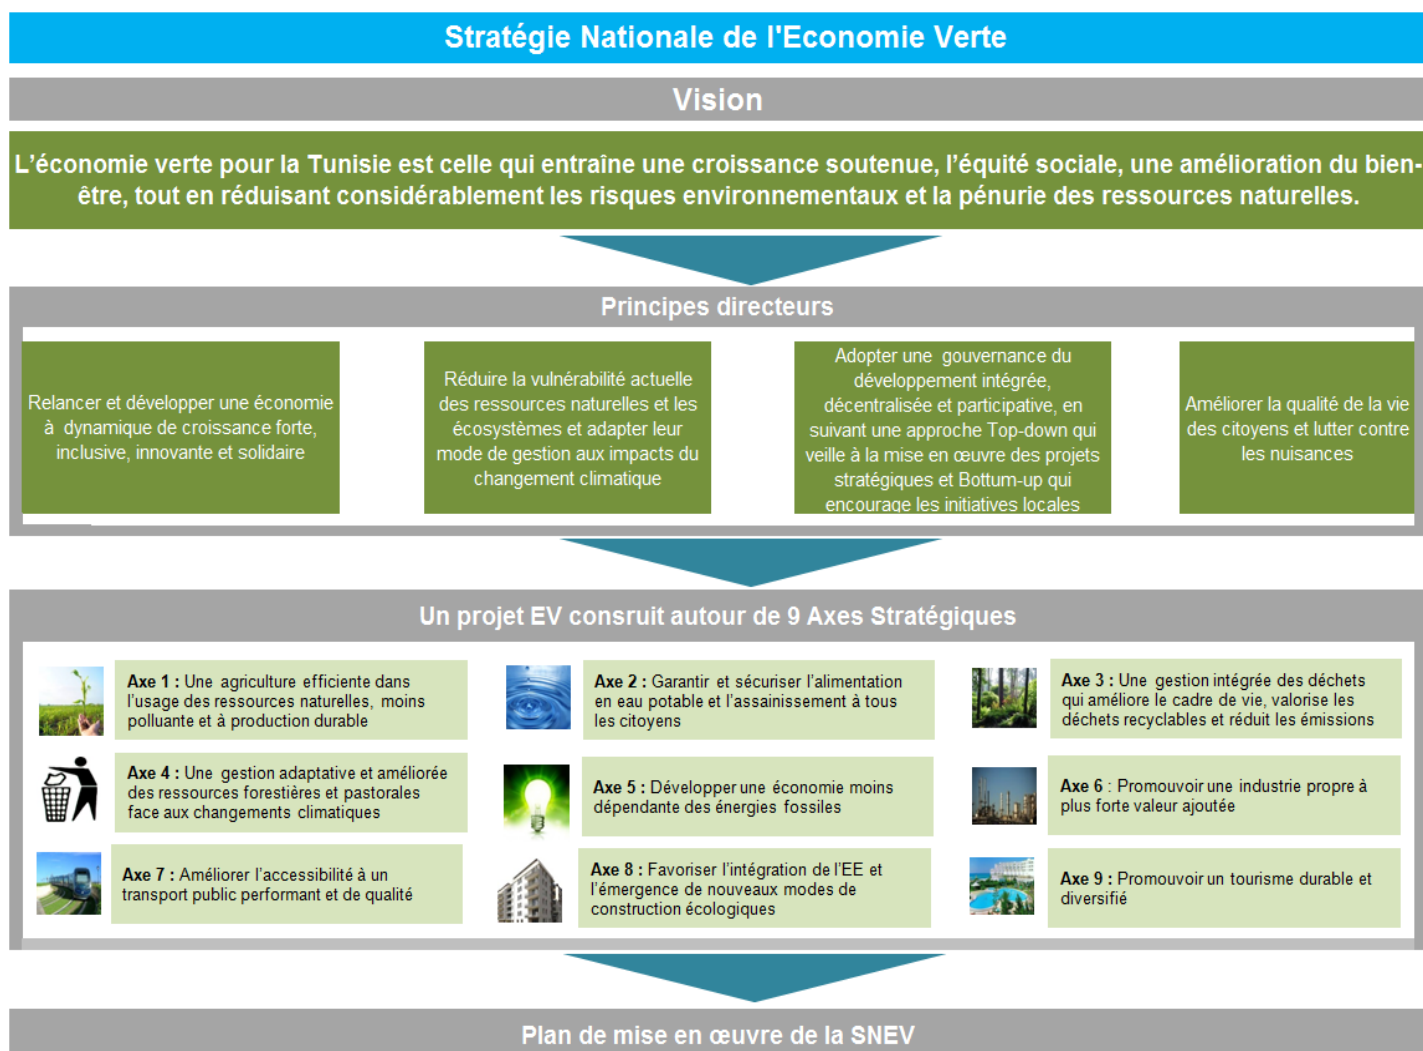 Stratégie Nationale de l'Economie Verte
Vision
L'économie verte pour la Tunisie est celle qui entraîne une croissance soutenue, l'équité sociale, une amélioration du bien-
être, tout en réduisant considérablement les risques environnementaux et la pénurie des ressources naturelles.
Principes directeurs
Relancer et développer une économie
à dynamique de croissance forte,
inclusive, innovante et solidaire
Réduire la vulnérabilité actuelle
des ressources naturelles et les
écosystèmes et adapter leur
mode de gestion aux impacts du
changement climatique
Adopter une gouvernance du
développement intégrée,
décentralisée et participative, en
suivant une approche Top-down qui
veille à la mise en œuvre des projets
stratégiques et Bottum-up qui
encourage les initiatives locales
Améliorer la qualité de la vie
des citoyens et lutter contre
les nuisances
Un projet EV consruit autour de 9 Axes Stratégiques
Axe 1 : Une agriculture efficiente dans
l'usage des ressources naturelles, moins
polluante et à production durable
Axe 2 : Garantir et sécuriser l'alimentation
en eau potable et l'assainissement à tous
les citoyens
Axe 3 : Une gestion intégrée des déchets
qui améliore le cadre de vie, valorise les
déchets recyclables et réduit les émissions
Axe 4 : Une gestion adaptative et améliorée
des ressources forestières et pastorales
face aux changements climatiques
Axe 5 : Développer une économie moins
dépendante des énergies fossiles
Axe 6 : Promouvoir une industrie propre à
plus forte valeur ajoutée
Axe 7 : Améliorer l'accessibilité à un
transport public performant et de qualité
Axe 8 : Favoriser l'intégration de l'EE et
l'émergence de nouveaux modes de
construction écologiques
Axe 9 : Promouvoir un tourisme durable et
diversifié
Plan de mise en œuvre de la SNEV